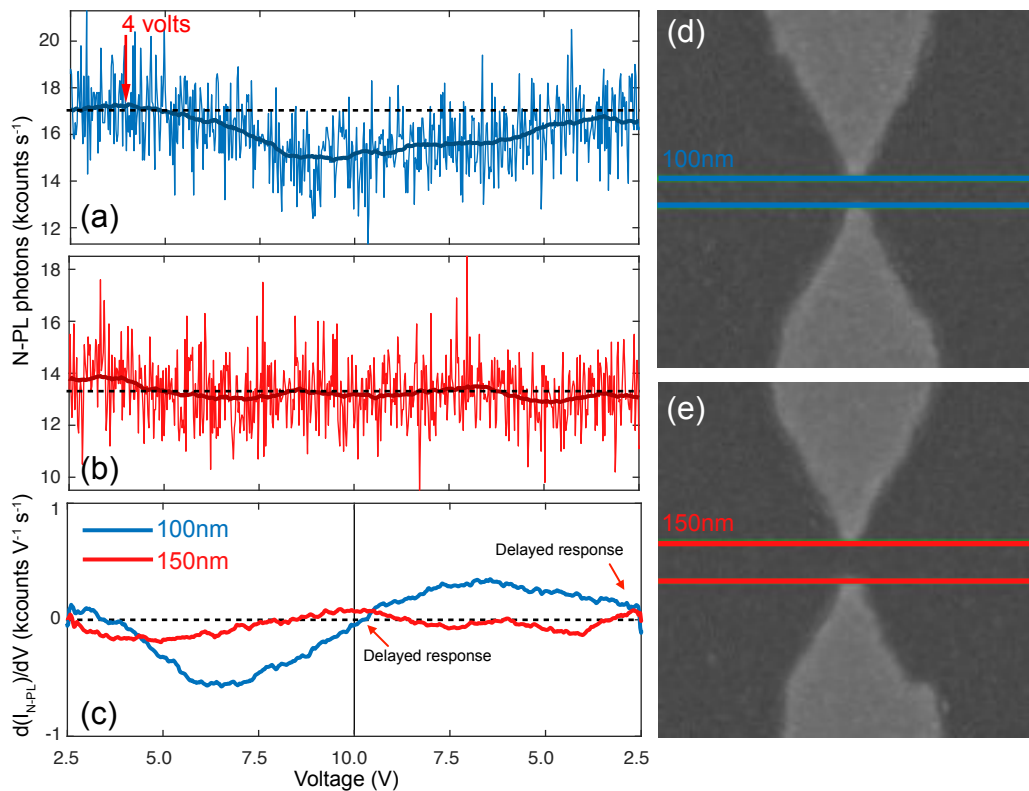 4 volts
20
18
16
14
12
(a)
N-PL photons (kcounts s⁻¹)
18
16
14
12
10
(b)
1
0
-1
d(I_N-PL)/dV (kcounts V⁻¹ s⁻¹)
100nm
150nm
Delayed response
Delayed response
(c)
2.5 5.0 7.5 10.0 7.5 5.0 2.5
Voltage (V)
(d)
100nm
(e)
150nm